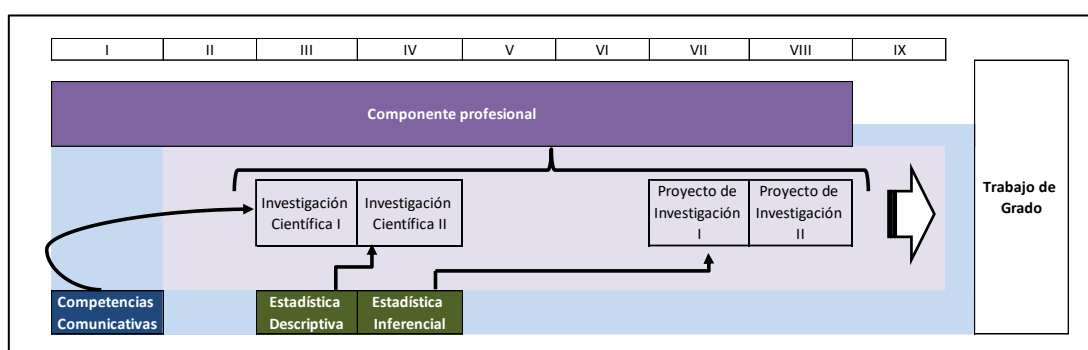 I II III IV V VI VII VIII IX
Componente profesional
Investigación
Científica I
Investigación
Científica II
Proyecto de
Investigación
I
Proyecto de
Investigación
II
Trabajo de
Grado
Competencias
Comunicativas
Estadística
Descriptiva
Estadística
Inferencial